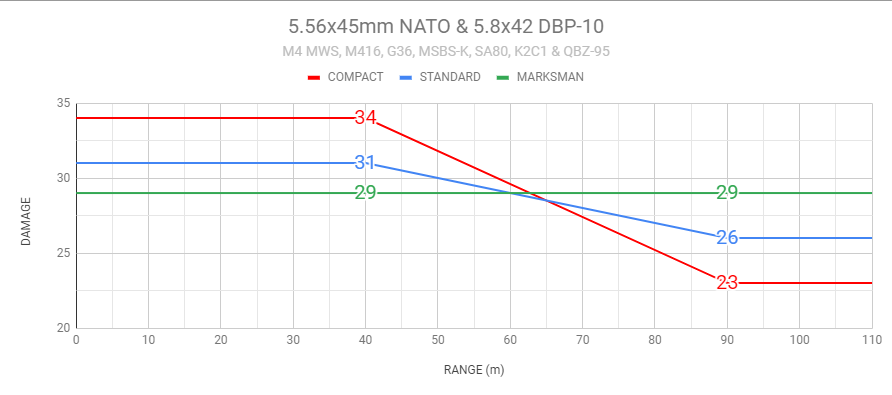 5.56x45mm NATO & 5.8x42 DBP-10
M4 MWS, M416, G36, MSBS-K, SA80, K2C1 & QBZ-95
COMPACT STANDARD MARKSMAN
35
34
31
30
29 29
26
25
23
20
DAMAGE
0 10 20 30 40 50 60 70 80 90 100 110
RANGE (m)